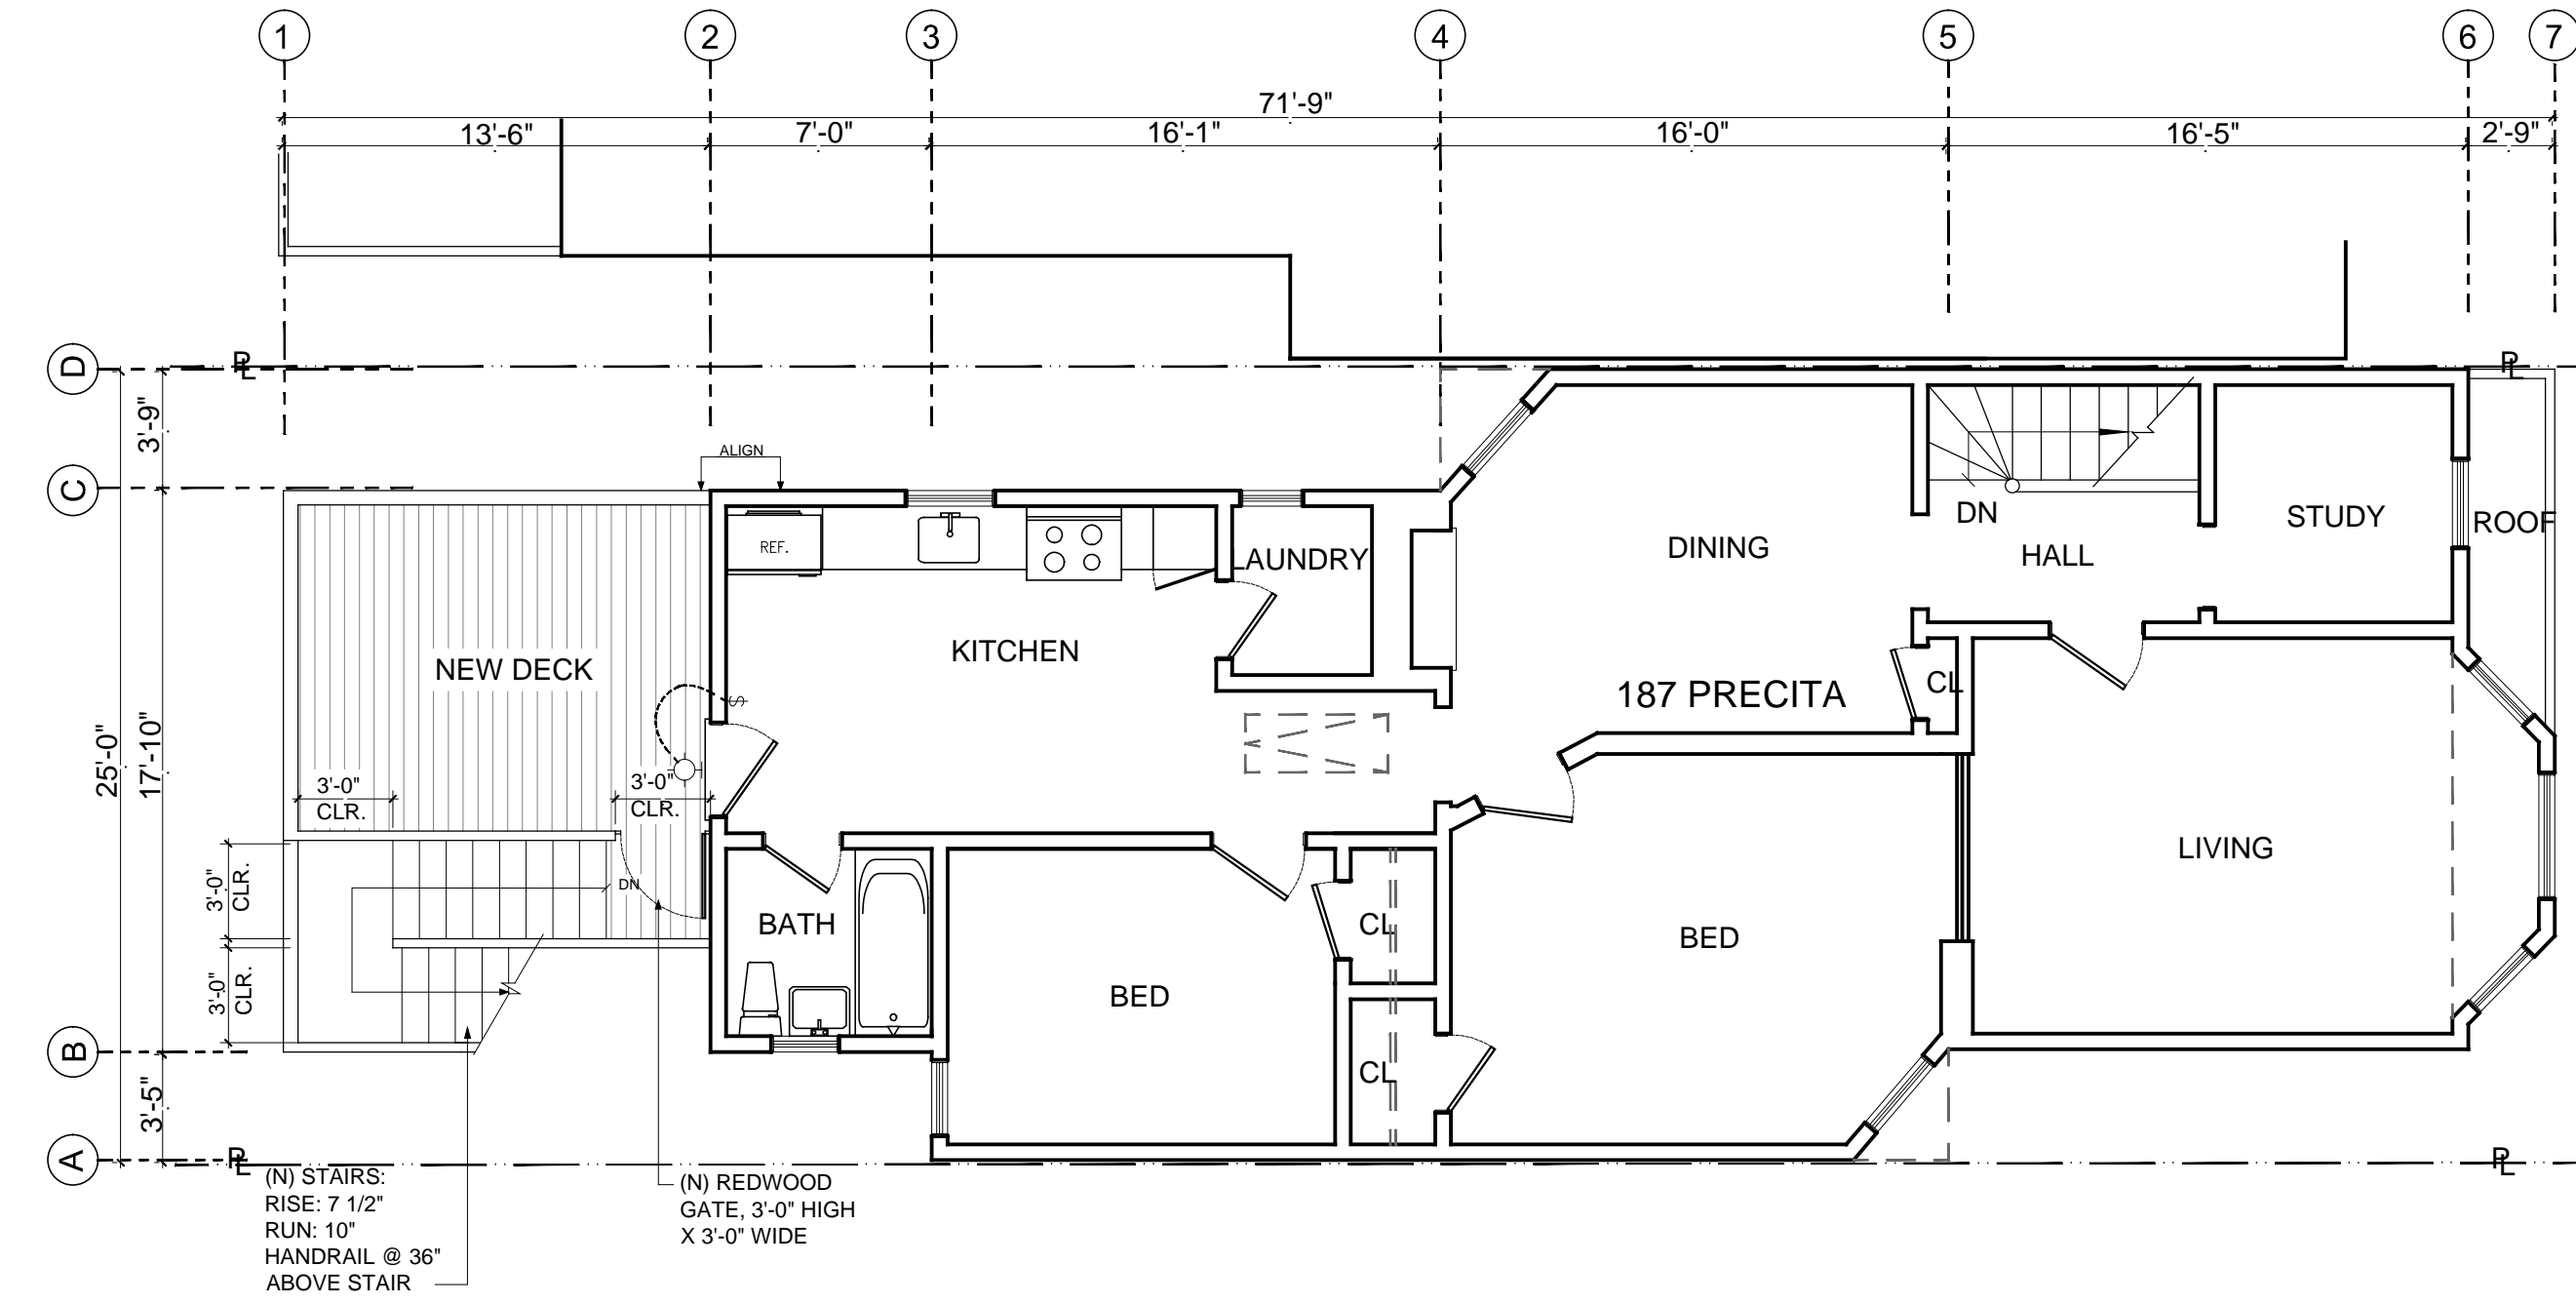 1
2
3
4
5
6
7
71'-9"
13'-6"
7'-0"
16'-1"
16'-0"
16'-5"
2'-9"
D
PL
PL
3'-9"
C
ALIGN
REF.
LAUNDRY
DINING
DN
HALL
STUDY
ROOF
KITCHEN
NEW DECK
CL
187 PRECITA
S
25'-0"
17'-10"
3'-0"
CLR.
3'-0"
CLR.
LIVING
3'-0"
CLR.
DN
BATH
CL
BED
BED
3'-0"
CLR.
B
CL
3'-5"
A
PL
PL
(N) STAIRS:
RISE: 7 1/2"
RUN: 10"
HANDRAIL @ 36"
ABOVE STAIR
(N) REDWOOD
GATE, 3'-0" HIGH
X 3'-0" WIDE